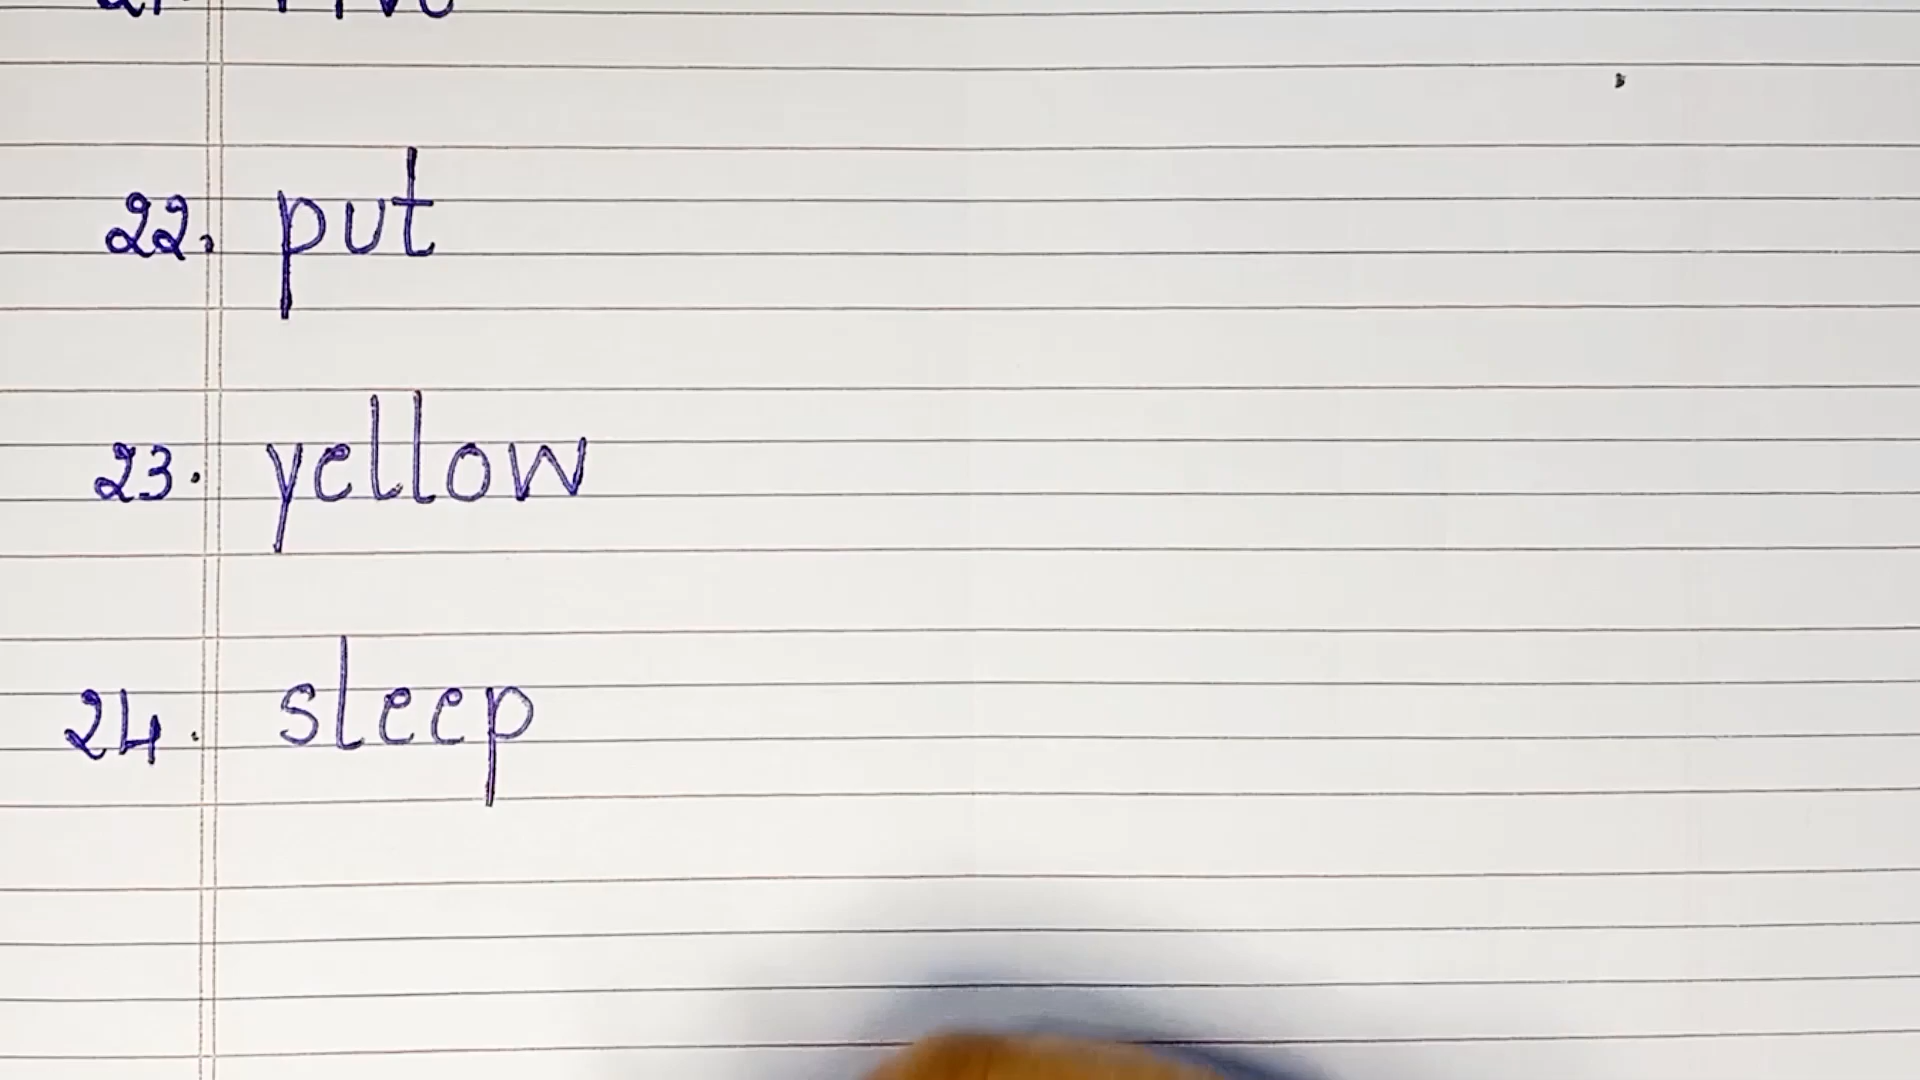 22. put
23. yellow
24. sleep